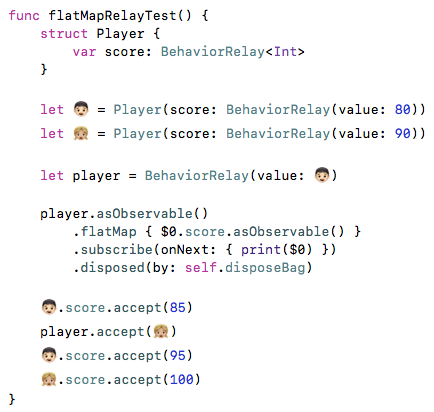 func flatMapRelayTest() {
    struct Player {
        var score: BehaviorRelay<Int>
    }
    let 👦🏻 = Player(score: BehaviorRelay(value: 80))
    let 👧🏼 = Player(score: BehaviorRelay(value: 90))
    let player = BehaviorRelay(value: 👦🏻)
    player.asObservable()
        .flatMap { $0.score.asObservable() }
        .subscribe(onNext: { print($0) })
        .disposed(by: self.disposeBag)
    👦🏻.score.accept(85)
    player.accept(👧🏼)
    👦🏻.score.accept(95)
    👧🏼.score.accept(100)
}